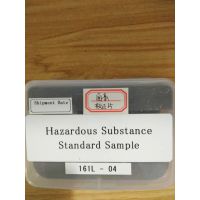 Shipment Date
Hazardous Substance
Standard Sample
161L - 04